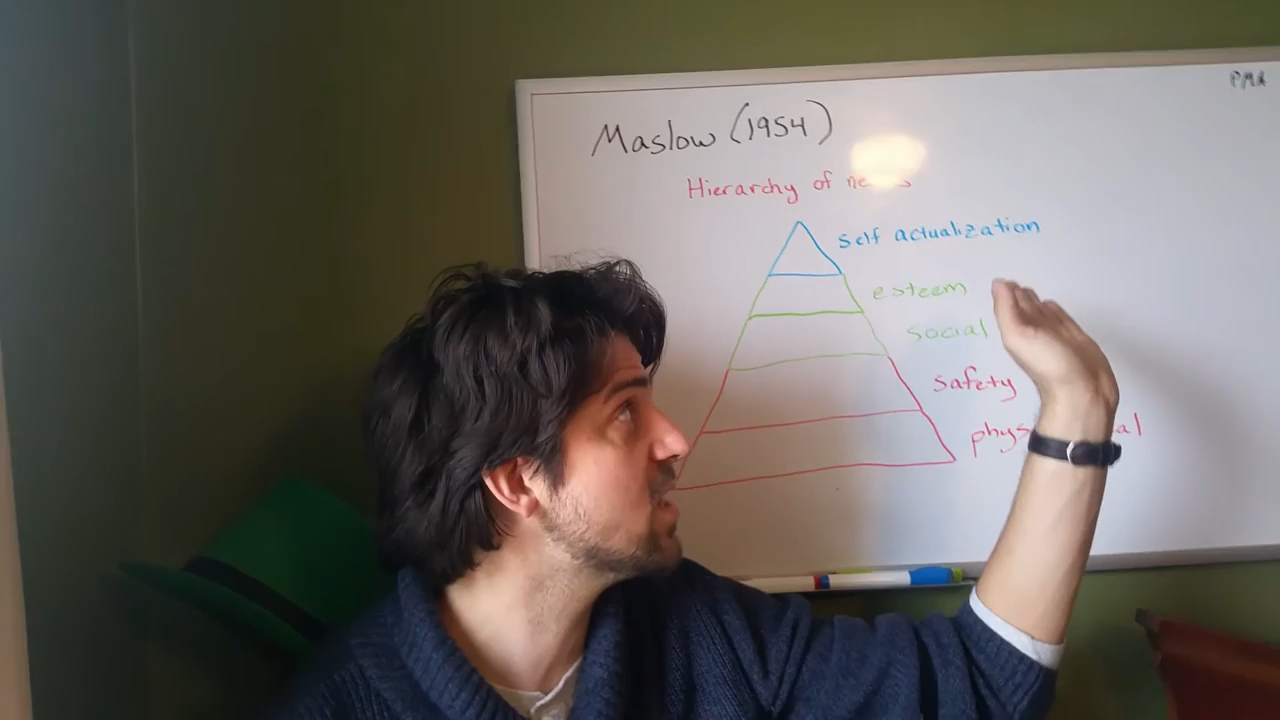 PMR
Maslow (1954)
Hierarchy of
self actualization
esteem
social
safety